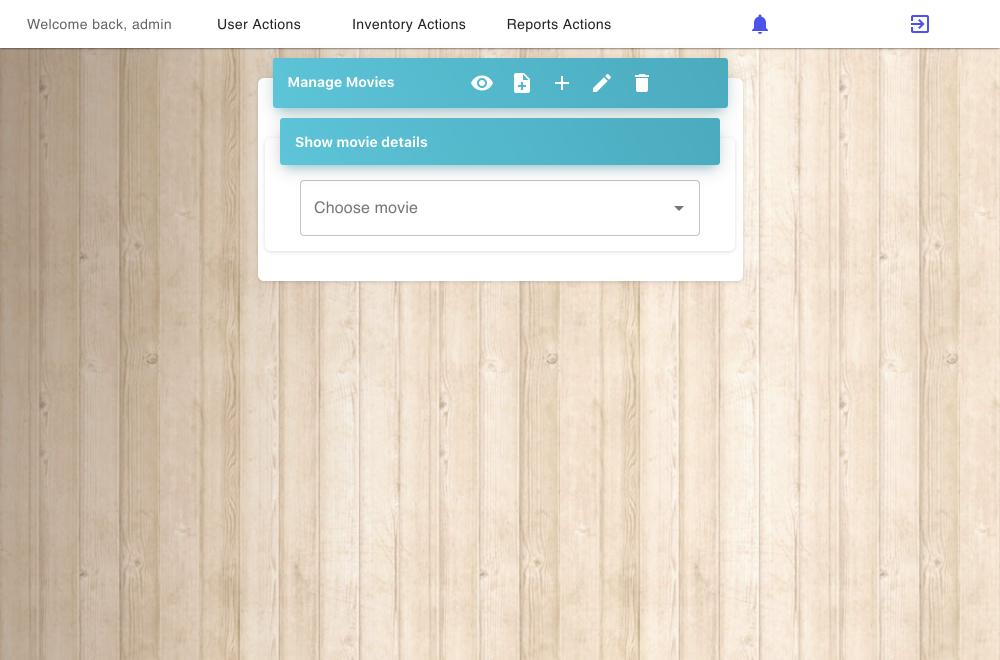 Welcome back, admin User Actions Inventory Actions Reports Actions
Manage Movies
Show movie details
Choose movie